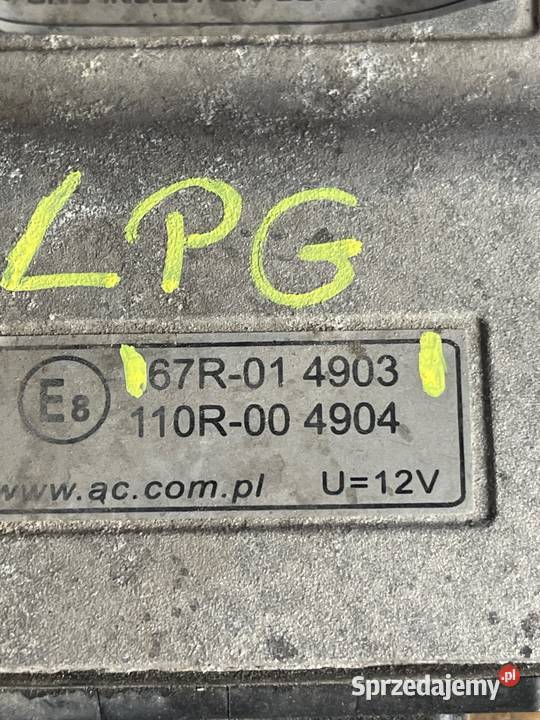 LPG
E8
67R-01 4903
110R-00 4904
www.ac.com.pl U=12V
Sprzedajemy.pl